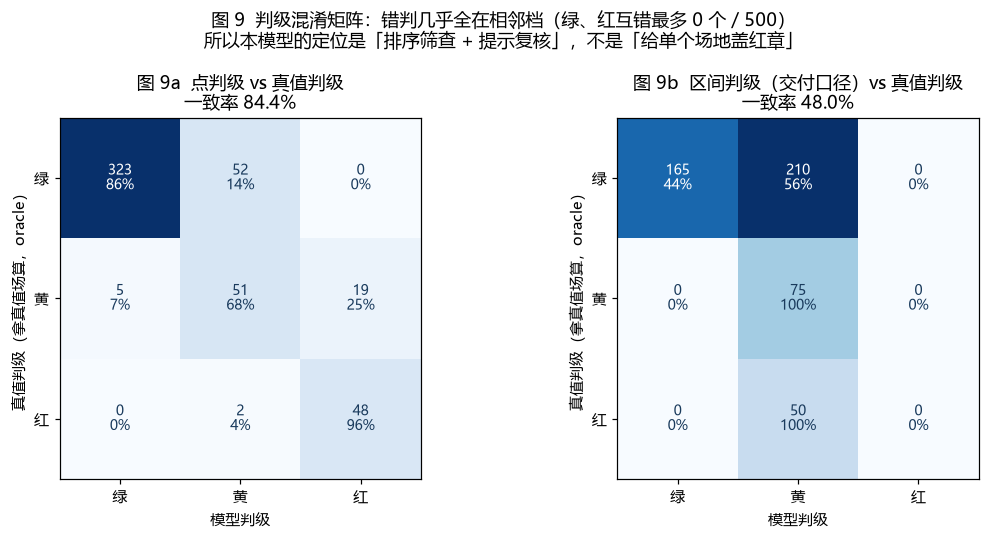 图 9  判级混淆矩阵：错判几乎全在相邻档（绿、红互错最多 0 个 / 500）
所以本模型的定位是「排序筛查 + 提示复核」，不是「给单个场地盖红章」
图 9a  点判级 vs 真值判级
一致率 84.4%
真值判级（拿真值场算，oracle）
绿
323
86%
52
14%
0
0%
黄
5
7%
51
68%
19
25%
红
0
0%
2
4%
48
96%
绿
黄
红
模型判级
图 9b  区间判级（交付口径）vs 真值判级
一致率 48.0%
真值判级（拿真值场算，oracle）
绿
165
44%
210
56%
0
0%
黄
0
0%
75
100%
0
0%
红
0
0%
50
100%
0
0%
绿
黄
红
模型判级